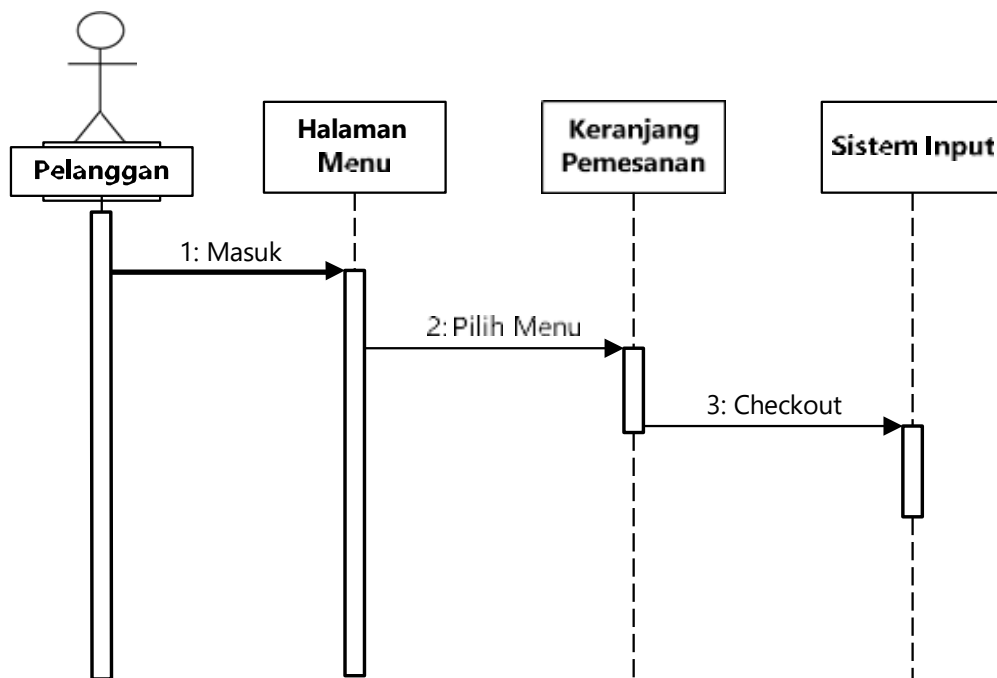 Pelanggan
Halaman
Menu
Keranjang
Pemesanan
Sistem Input
1: Masuk
2: Pilih Menu
3: Checkout